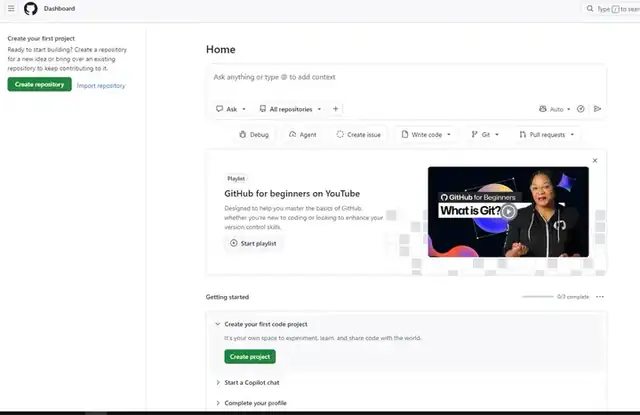 Dashboard
Type / to sear
Create your first project
Ready to start building? Create a repository
for a new idea or bring over an existing
repository to keep contributing to it.
Create repository
Import repository
Home
Ask anything or type @ to add context
Ask
All repositories
Auto
Debug
Agent
Create issue
Write code
Git
Pull requests
Playlist
GitHub for beginners on YouTube
Designed to help you master the basics of GitHub,
whether you're new to coding or looking to enhance your
version control skills.
Start playlist
GitHub for Beginners
What is Git?
Getting started
0/3 complete
Create your first code project
It's your own space to experiment, learn, and share code with the world.
Create project
Start a Copilot chat
Complete your profile